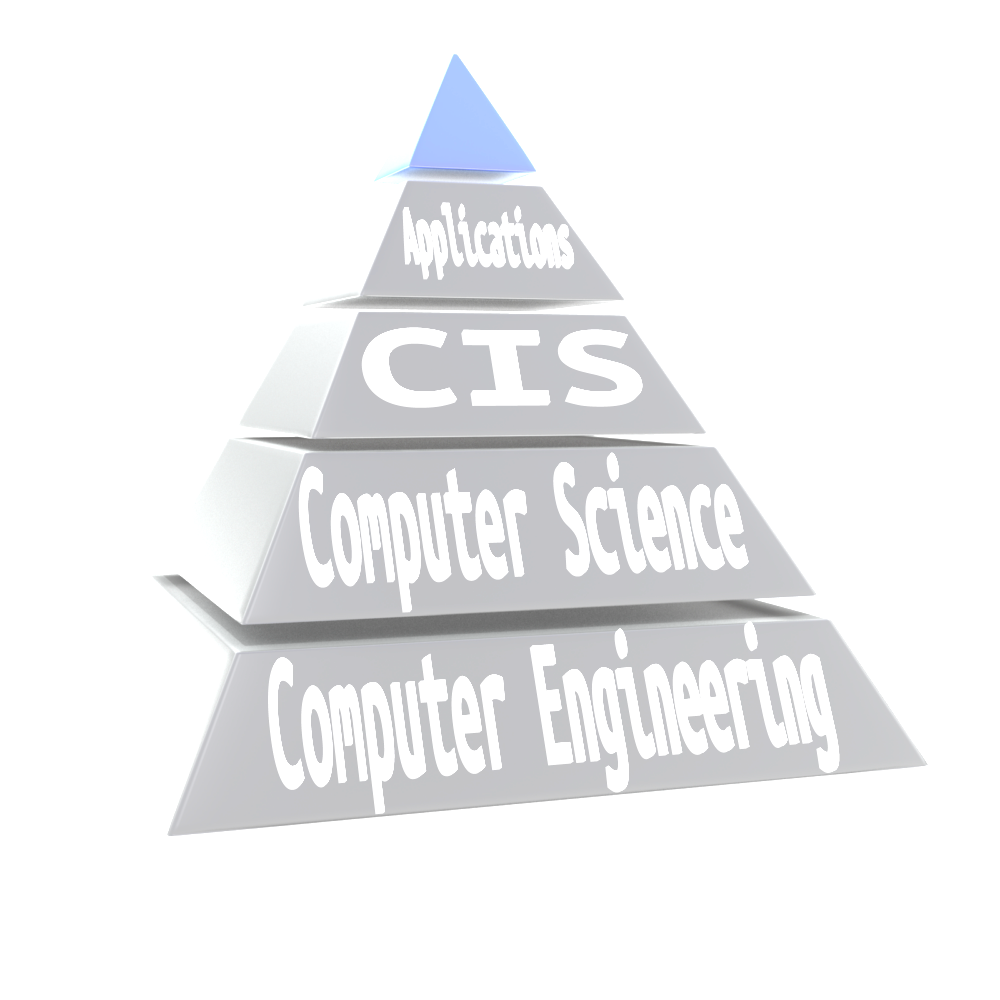 Applications
CIS
Computer Science
Computer Engineering